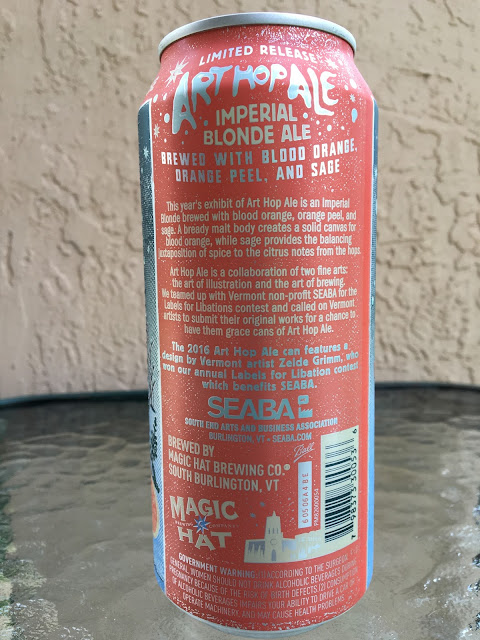 LIMITED RELEASE
ART HOP ALE
IMPERIAL
BLONDE ALE
BREWED WITH BLOOD ORANGE,
ORANGE PEEL, AND SAGE
This year's exhibit of Art Hop Ale is an Imperial
Blonde brewed with blood orange, orange peel, and
sage. A bready malt body creates a solid canvas for
blood orange, while sage provides the balancing
juxtaposition of spice to the citrus notes from the hops.
Art Hop Ale is a collaboration of two fine arts:
the art of illustration and the art of brewing.
We teamed up with Vermont non-profit SEABA for the
Labels for Libations contest and called on Vermont
artists to submit their original works for a chance to
have them grace cans of Art Hop Ale.
The 2016 Art Hop Ale can features a
design by Vermont artist Zelde Grimm, who
won our annual Labels for Libation contest
which benefits SEABA.
SEABA
SOUTH END ARTS AND BUSINESS ASSOCIATION
BURLINGTON, VT • SEABA.COM
BREWED BY
MAGIC HAT BREWING CO.®
SOUTH BURLINGTON, VT
Ball
MAGIC
HAT
GOVERNMENT WARNING: (1) ACCORDING TO THE SURGEON
GENERAL, WOMEN SHOULD NOT DRINK ALCOHOLIC BEVERAGES DURING
PREGNANCY BECAUSE OF THE RISK OF BIRTH DEFECTS. (2) CONSUMPTION
OF ALCOHOLIC BEVERAGES IMPAIRS YOUR ABILITY TO DRIVE A CAR OR
OPERATE MACHINERY, AND MAY CAUSE HEALTH PROBLEMS.